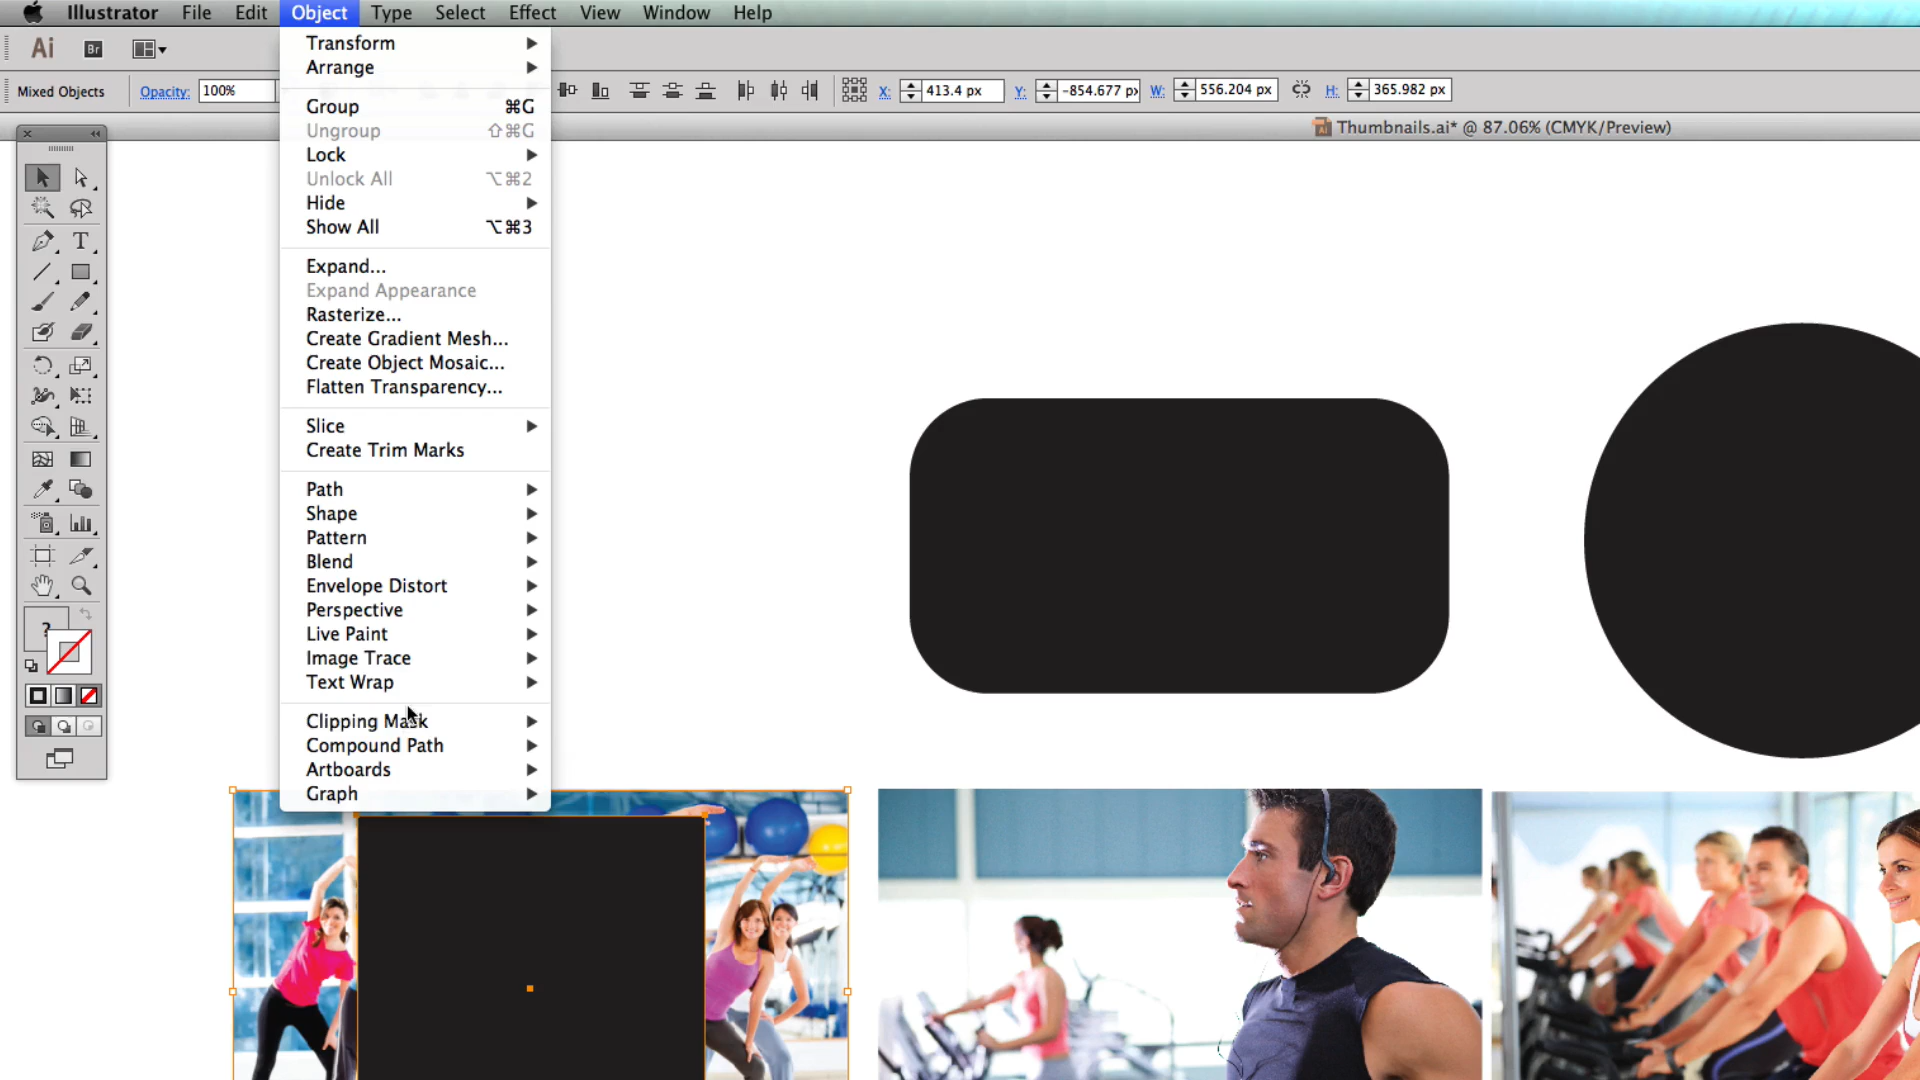 Illustrator File Edit Object Type Select Effect View Window Help
Ai Br
Mixed Objects Opacity: 100% X: 413.4 px Y: -854.677 px W: 556.204 px H: 365.982 px
Thumbnails.ai* @ 87.06% (CMYK/Preview)
Transform
Arrange
Group ⌘G
Ungroup ⇧⌘G
Lock
Unlock All ⌥⌘2
Hide
Show All ⌥⌘3
Expand...
Expand Appearance
Rasterize...
Create Gradient Mesh...
Create Object Mosaic...
Flatten Transparency...
Slice
Create Trim Marks
Path
Shape
Pattern
Blend
Envelope Distort
Perspective
Live Paint
Image Trace
Text Wrap
Clipping Mask
Compound Path
Artboards
Graph
T
?